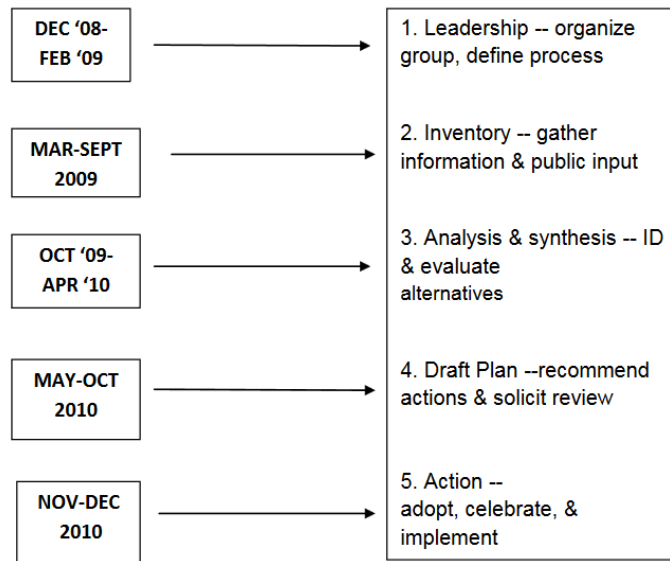 DEC ‘08-
FEB ‘09
1. Leadership -- organize
group, define process
MAR-SEPT
2009
2. Inventory -- gather
information & public input
OCT ‘09-
APR ‘10
3. Analysis & synthesis -- ID
& evaluate
alternatives
MAY-OCT
2010
4. Draft Plan --recommend
actions & solicit review
NOV-DEC
2010
5. Action --
adopt, celebrate, &
implement